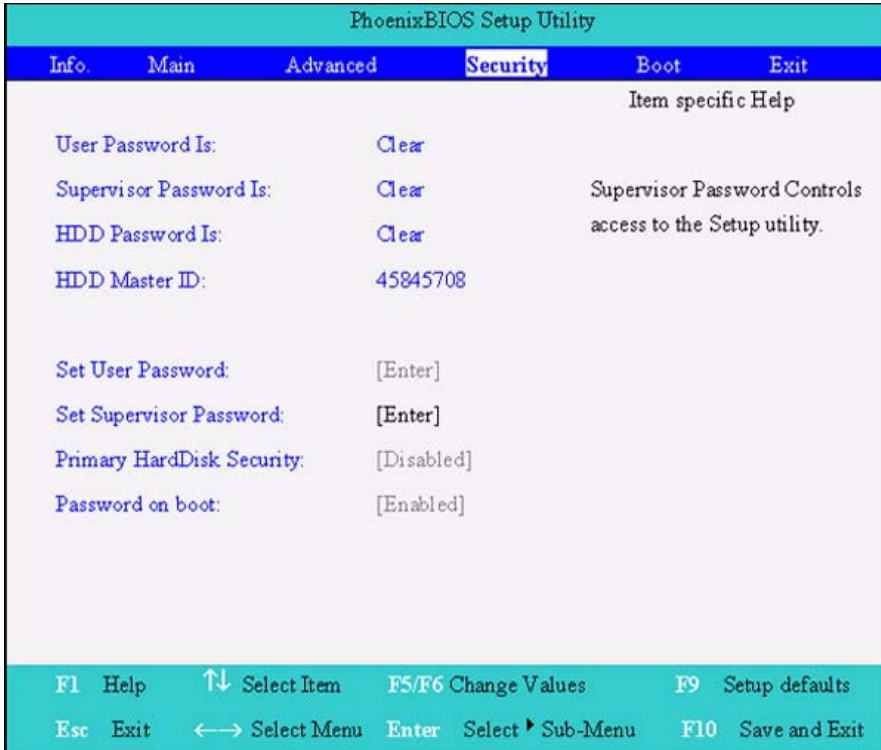 PhoenixBIOS Setup Utility
Info. Main Advanced Security Boot Exit
Item specific Help
User Password Is: Clear
Supervisor Password Is: Clear
Supervisor Password Controls
access to the Setup utility.
HDD Password Is: Clear
HDD Master ID: 45845708
Set User Password: [Enter]
Set Supervisor Password: [Enter]
Primary HardDisk Security: [Disabled]
Password on boot: [Enabled]
F1 Help ↑↓ Select Item F5/F6 Change Values F9 Setup defaults
Esc Exit ←→ Select Menu Enter Select ▶ Sub-Menu F10 Save and Exit